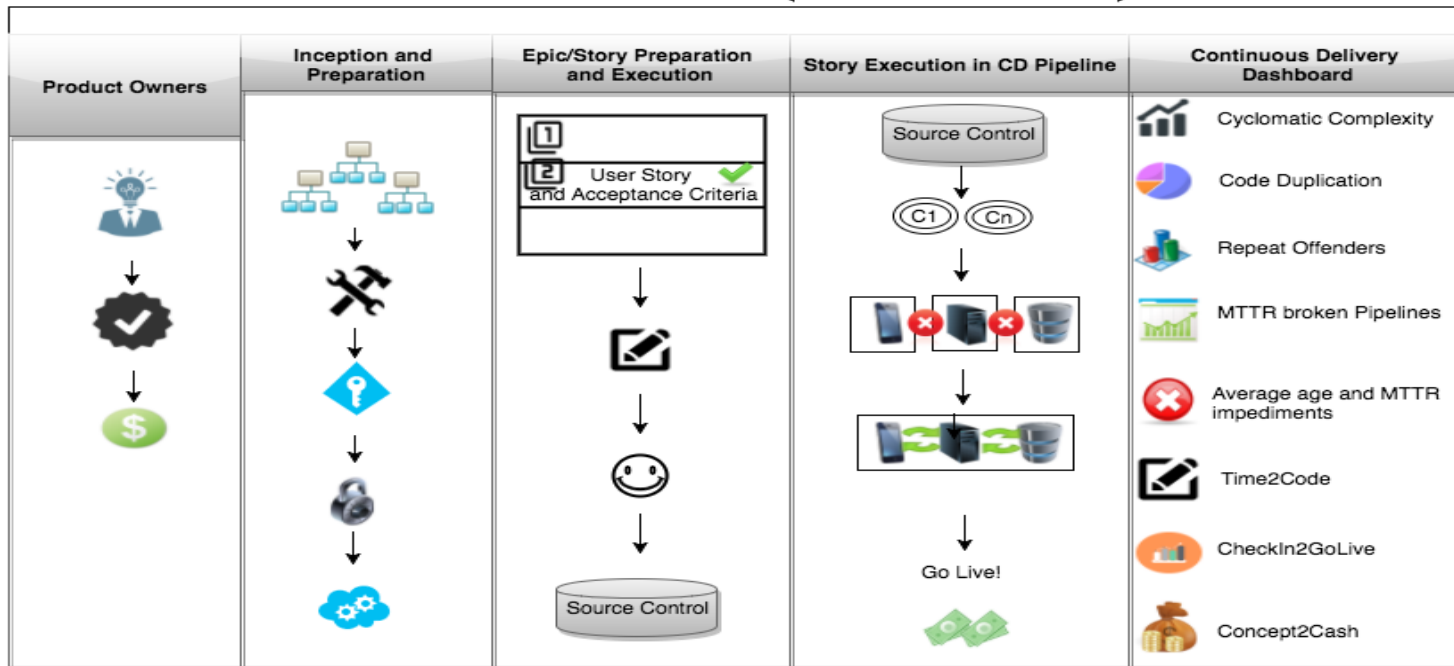 Product Owners
Inception and
Preparation
Epic/Story Preparation
and Execution
Story Execution in CD Pipeline
Continuous Delivery
Dashboard
1
2
User Story
and Acceptance Criteria
Source Control
Source Control
C1
Cn
Go Live!
Cyclomatic Complexity
Code Duplication
Repeat Offenders
MTTR broken Pipelines
Average age and MTTR
impediments
Time2Code
CheckIn2GoLive
Concept2Cash
$